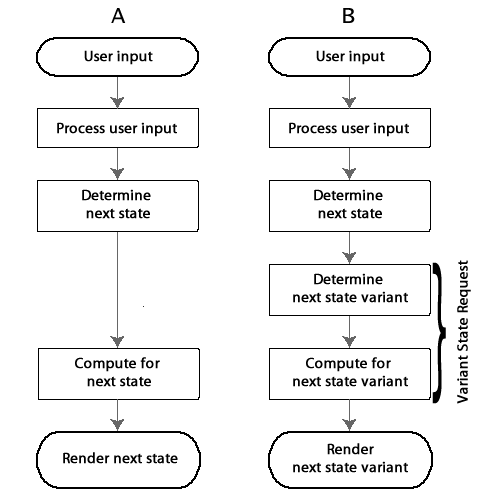 A
User input
Process user input
Determine
next state
Compute for
next state
Render next state
B
User input
Process user input
Determine
next state
Determine
next state variant
Compute for
next state variant
Render
next state variant
Variant State Request